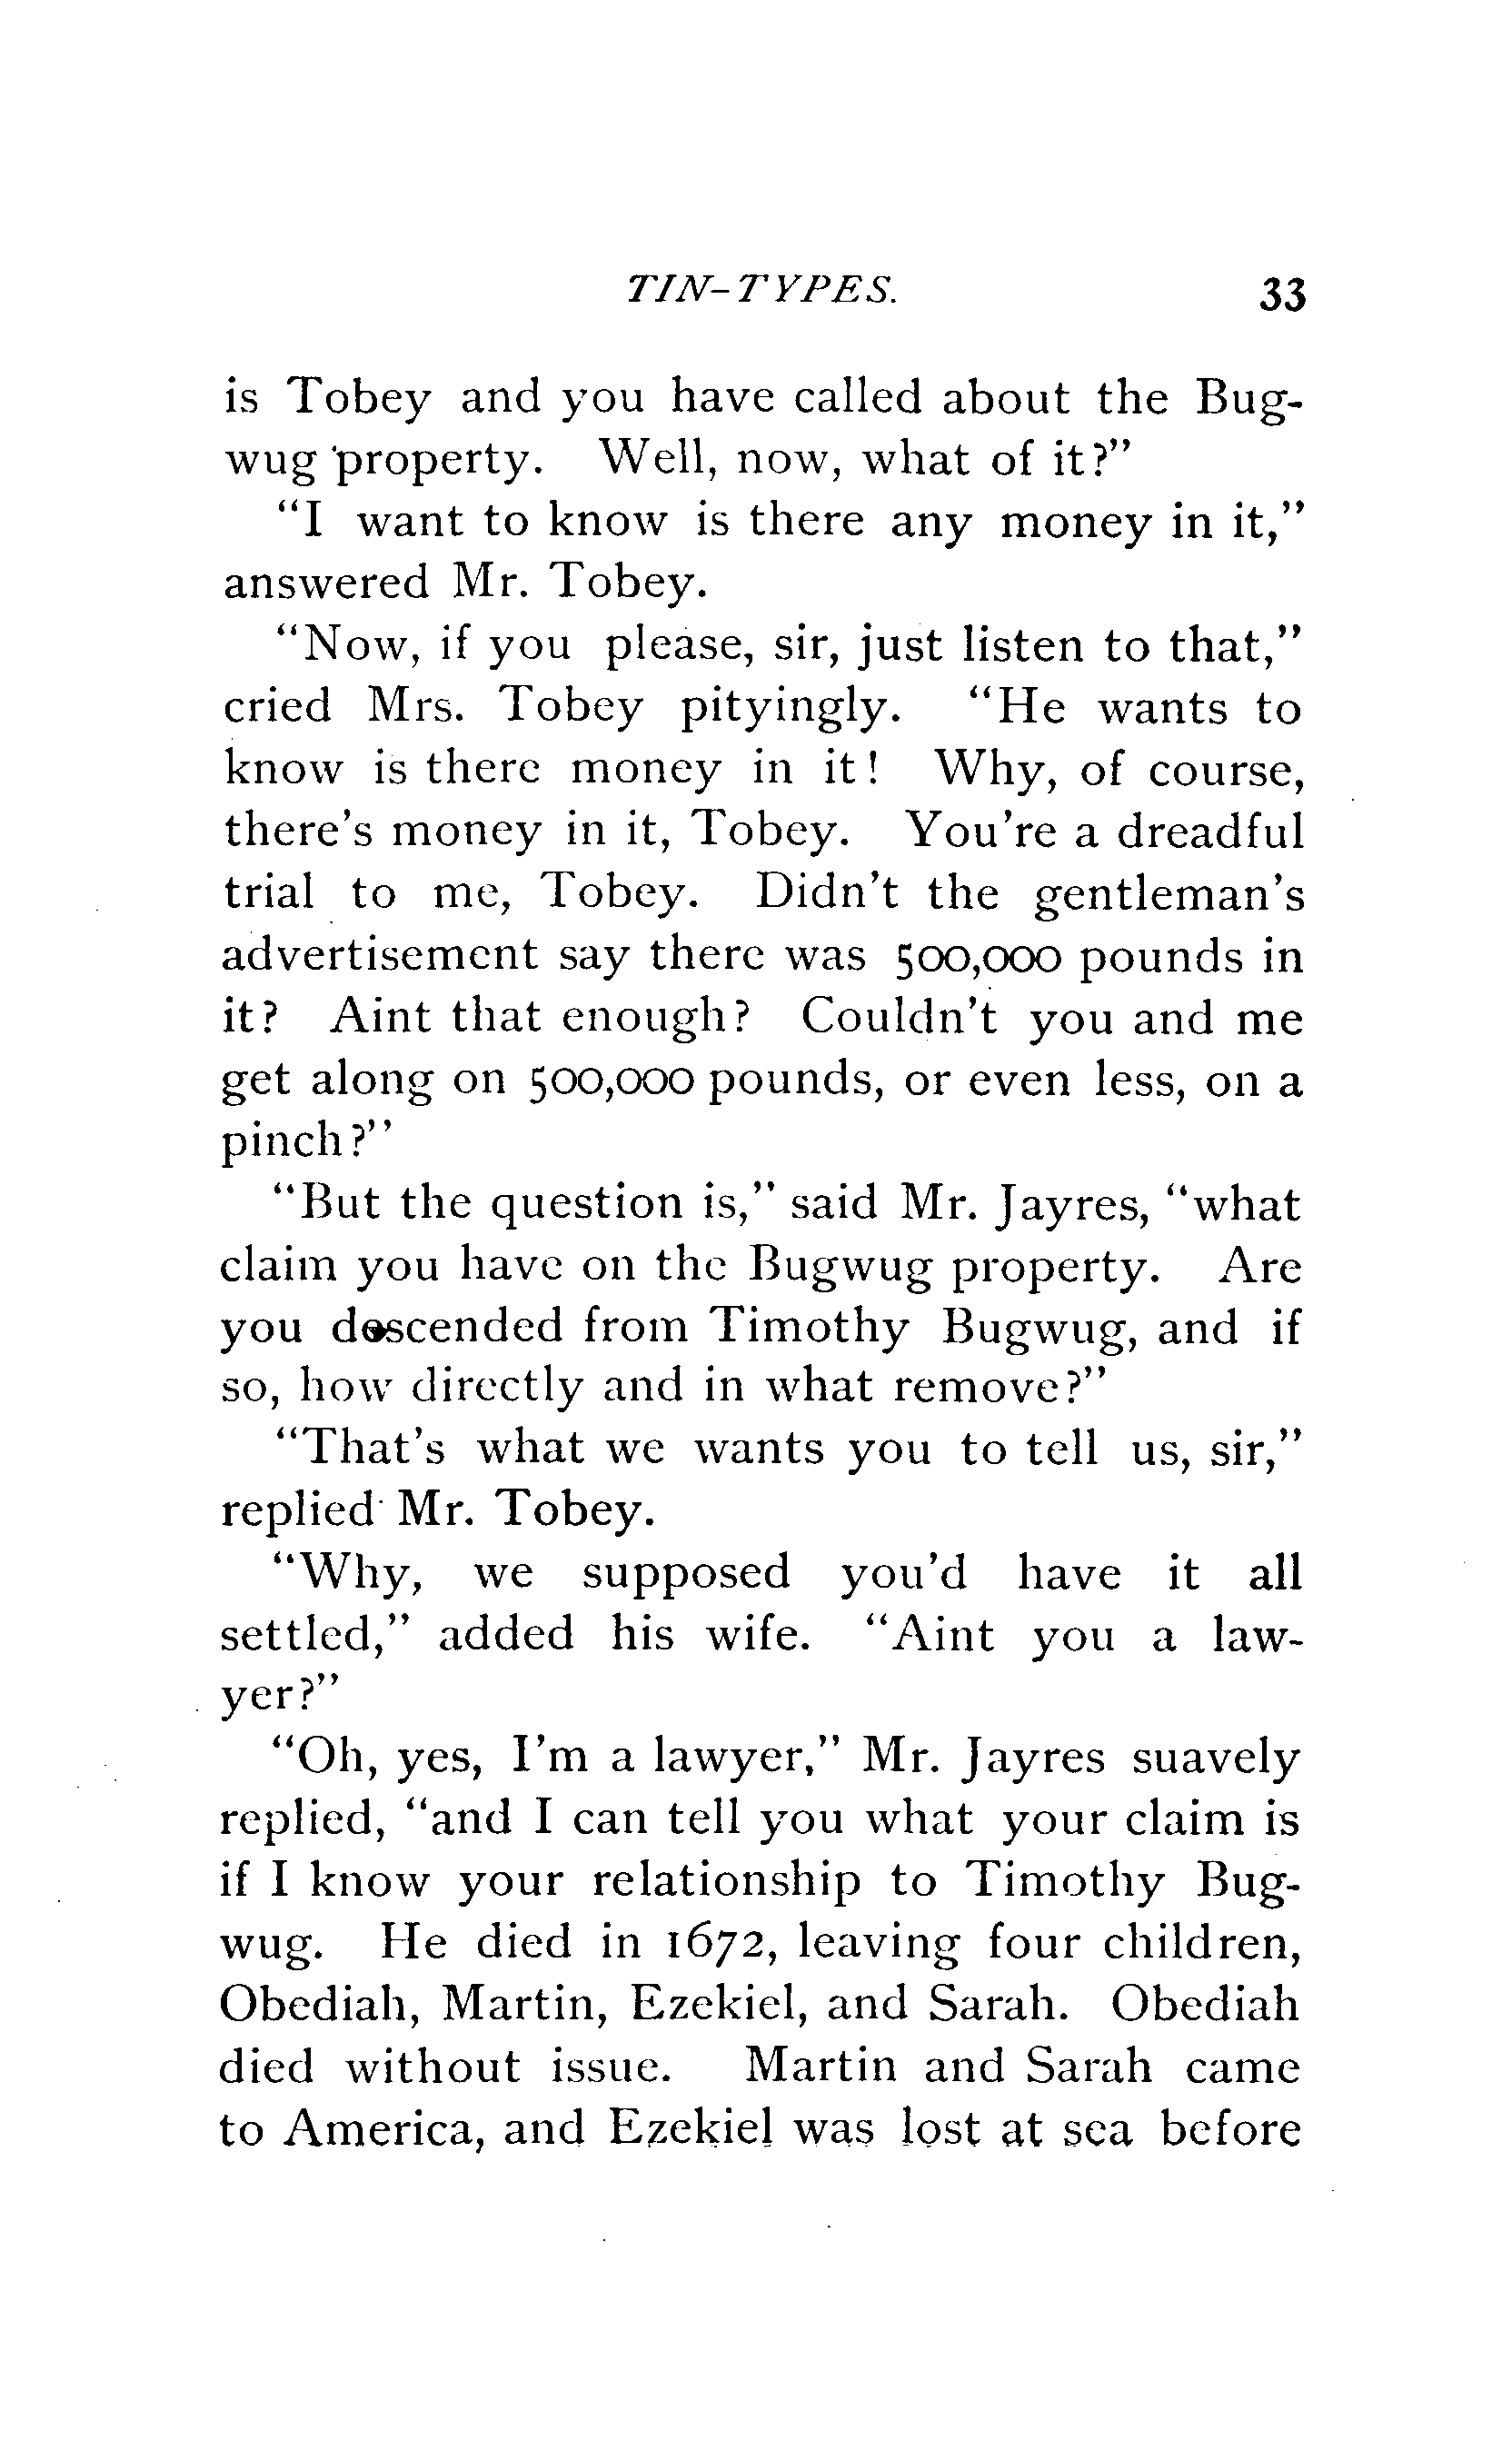 TIN-TYPES. 33
is Tobey and you have called about the Bug-
wug property. Well, now, what of it?"
"I want to know is there any money in it,"
answered Mr. Tobey.
"Now, if you please, sir, just listen to that,"
cried Mrs. Tobey pityingly. "He wants to
know is there money in it! Why, of course,
there's money in it, Tobey. You're a dreadful
trial to me, Tobey. Didn't the gentleman's
advertisement say there was 500,000 pounds in
it? Aint that enough? Couldn't you and me
get along on 500,000 pounds, or even less, on a
pinch?"
"But the question is," said Mr. Jayres, "what
claim you have on the Bugwug property. Are
you descended from Timothy Bugwug, and if
so, how directly and in what remove?"
"That's what we wants you to tell us, sir,"
replied Mr. Tobey.
"Why, we supposed you'd have it all
settled," added his wife. "Aint you a law-
yer?"
"Oh, yes, I'm a lawyer," Mr. Jayres suavely
replied, "and I can tell you what your claim is
if I know your relationship to Timothy Bug-
wug. He died in 1672, leaving four children,
Obediah, Martin, Ezekiel, and Sarah. Obediah
died without issue. Martin and Sarah came
to America, and Ezekiel was lost at sea before